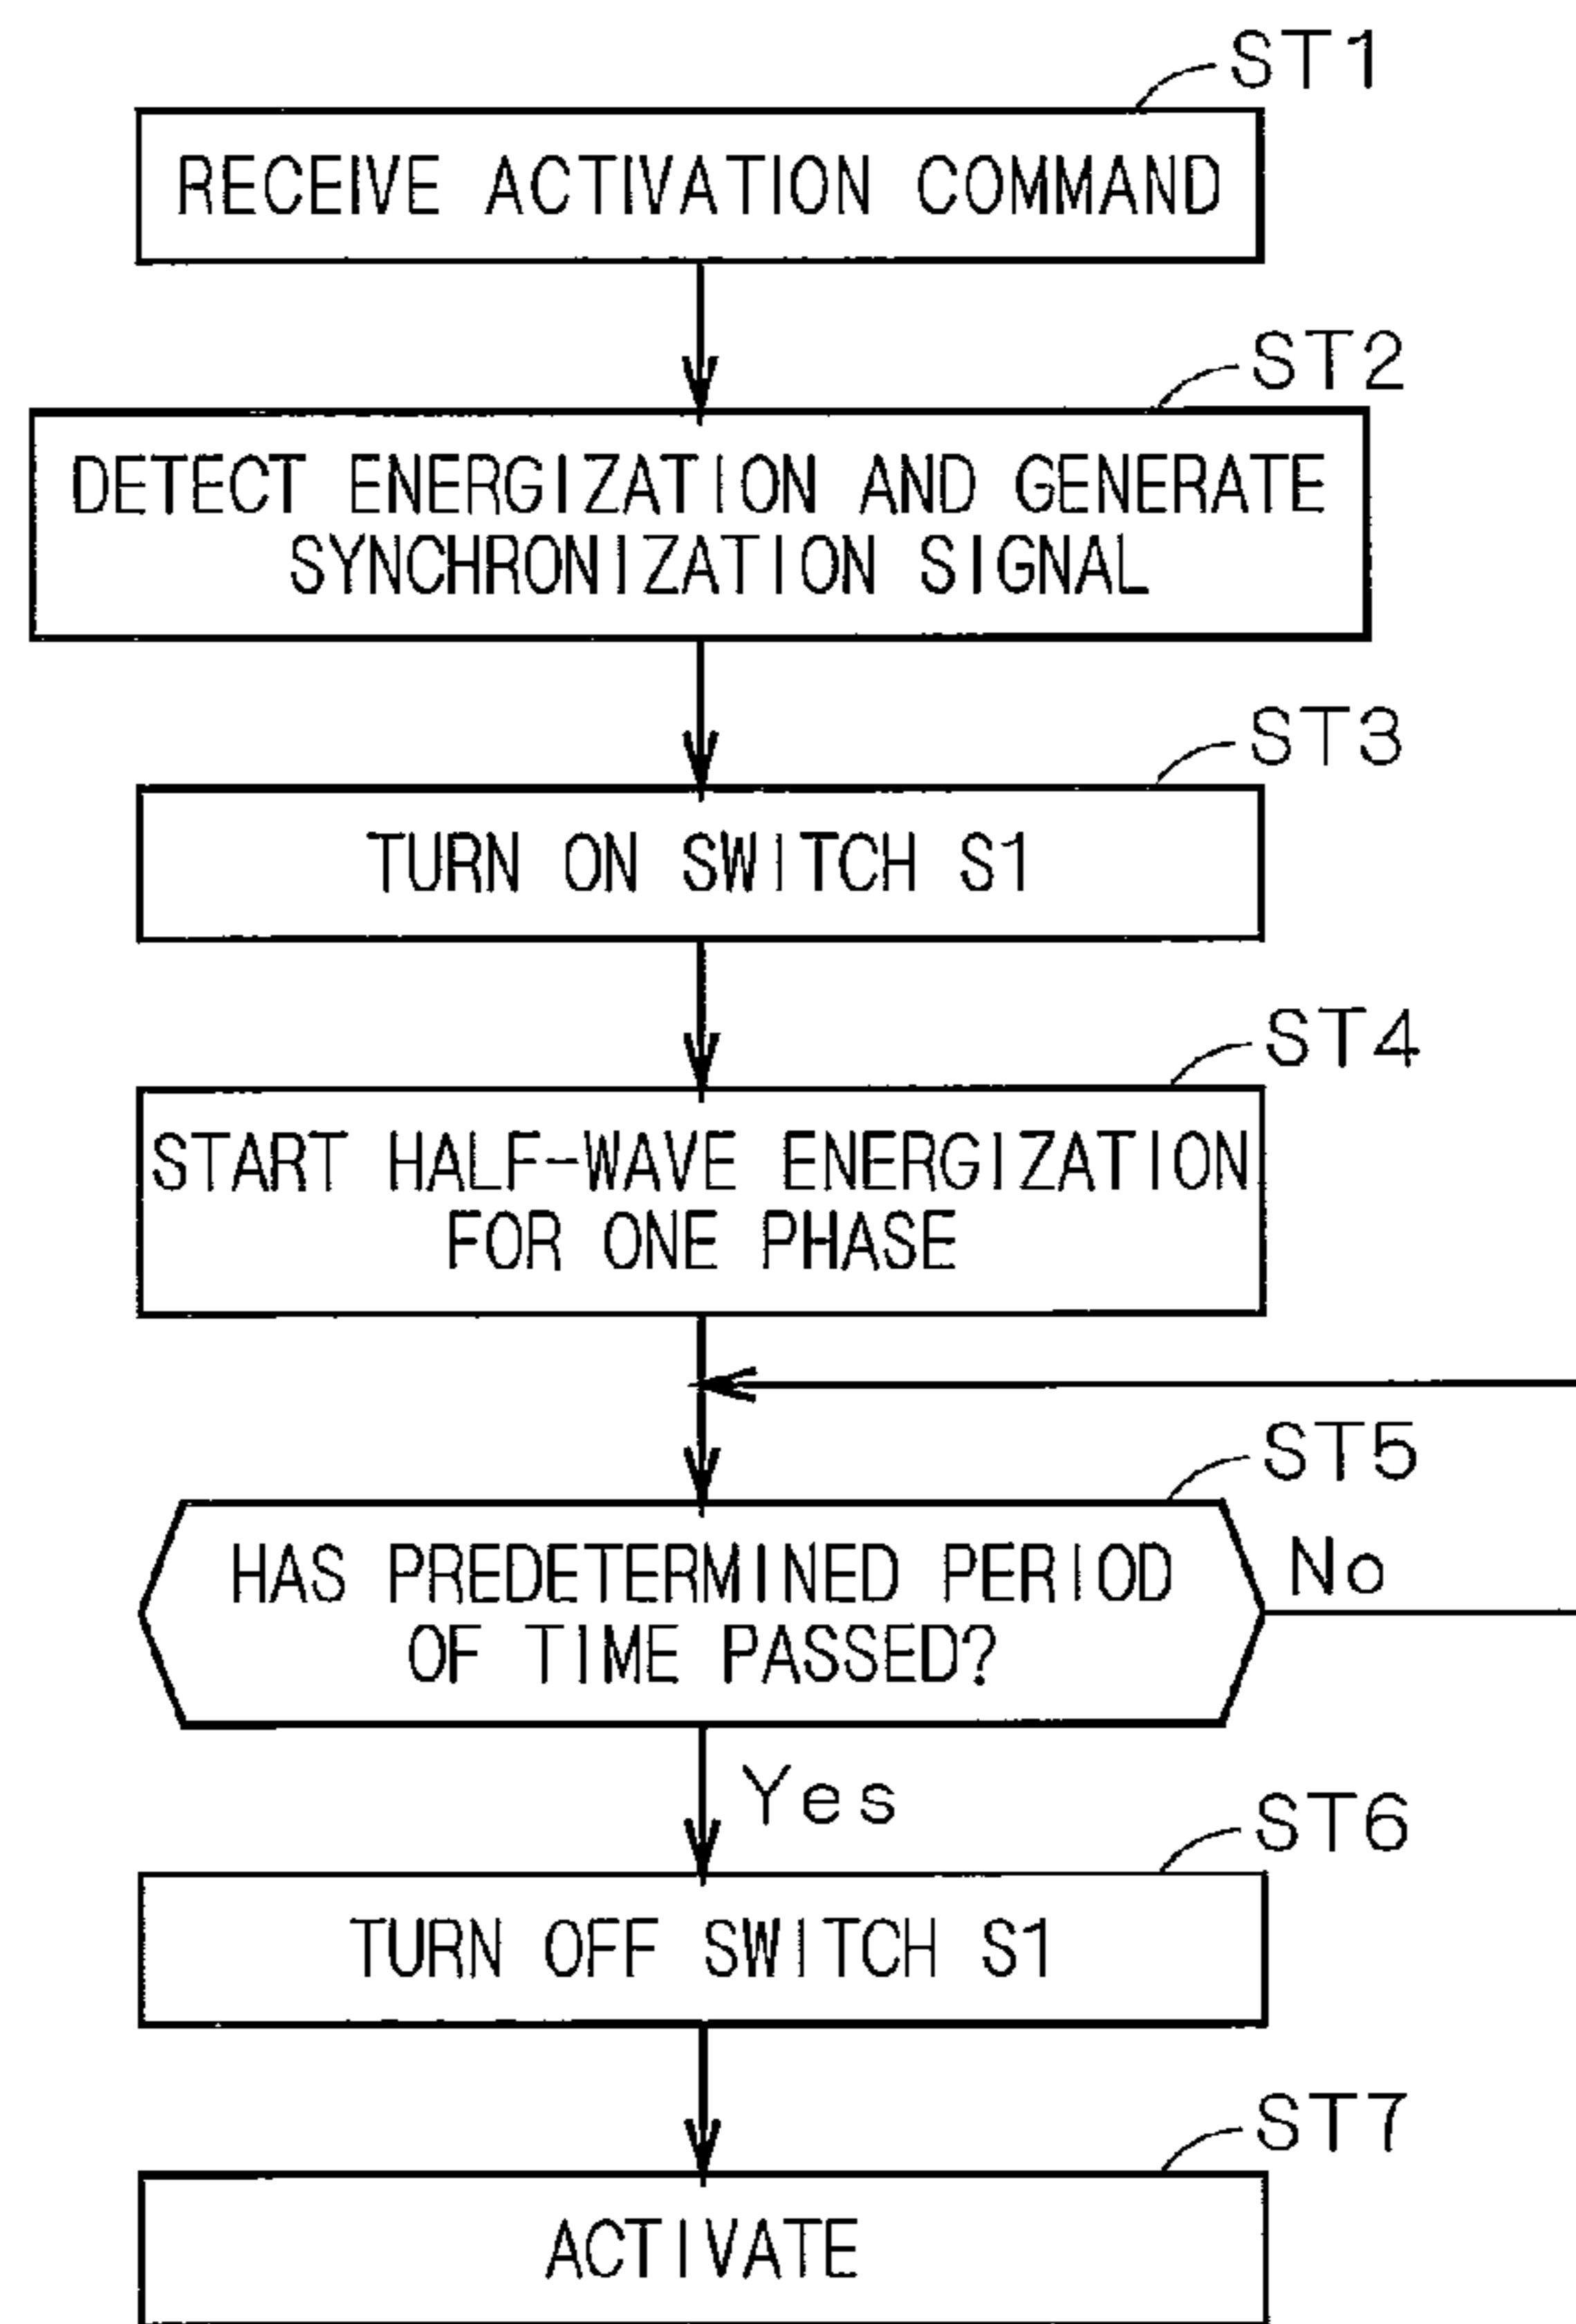 ST1
RECEIVE ACTIVATION COMMAND
ST2
DETECT ENERGIZATION AND GENERATE
SYNCHRONIZATION SIGNAL
ST3
TURN ON SWITCH S1
ST4
START HALF-WAVE ENERGIZATION
FOR ONE PHASE
ST5
HAS PREDETERMINED PERIOD
OF TIME PASSED?
No
Yes
ST6
TURN OFF SWITCH S1
ST7
ACTIVATE